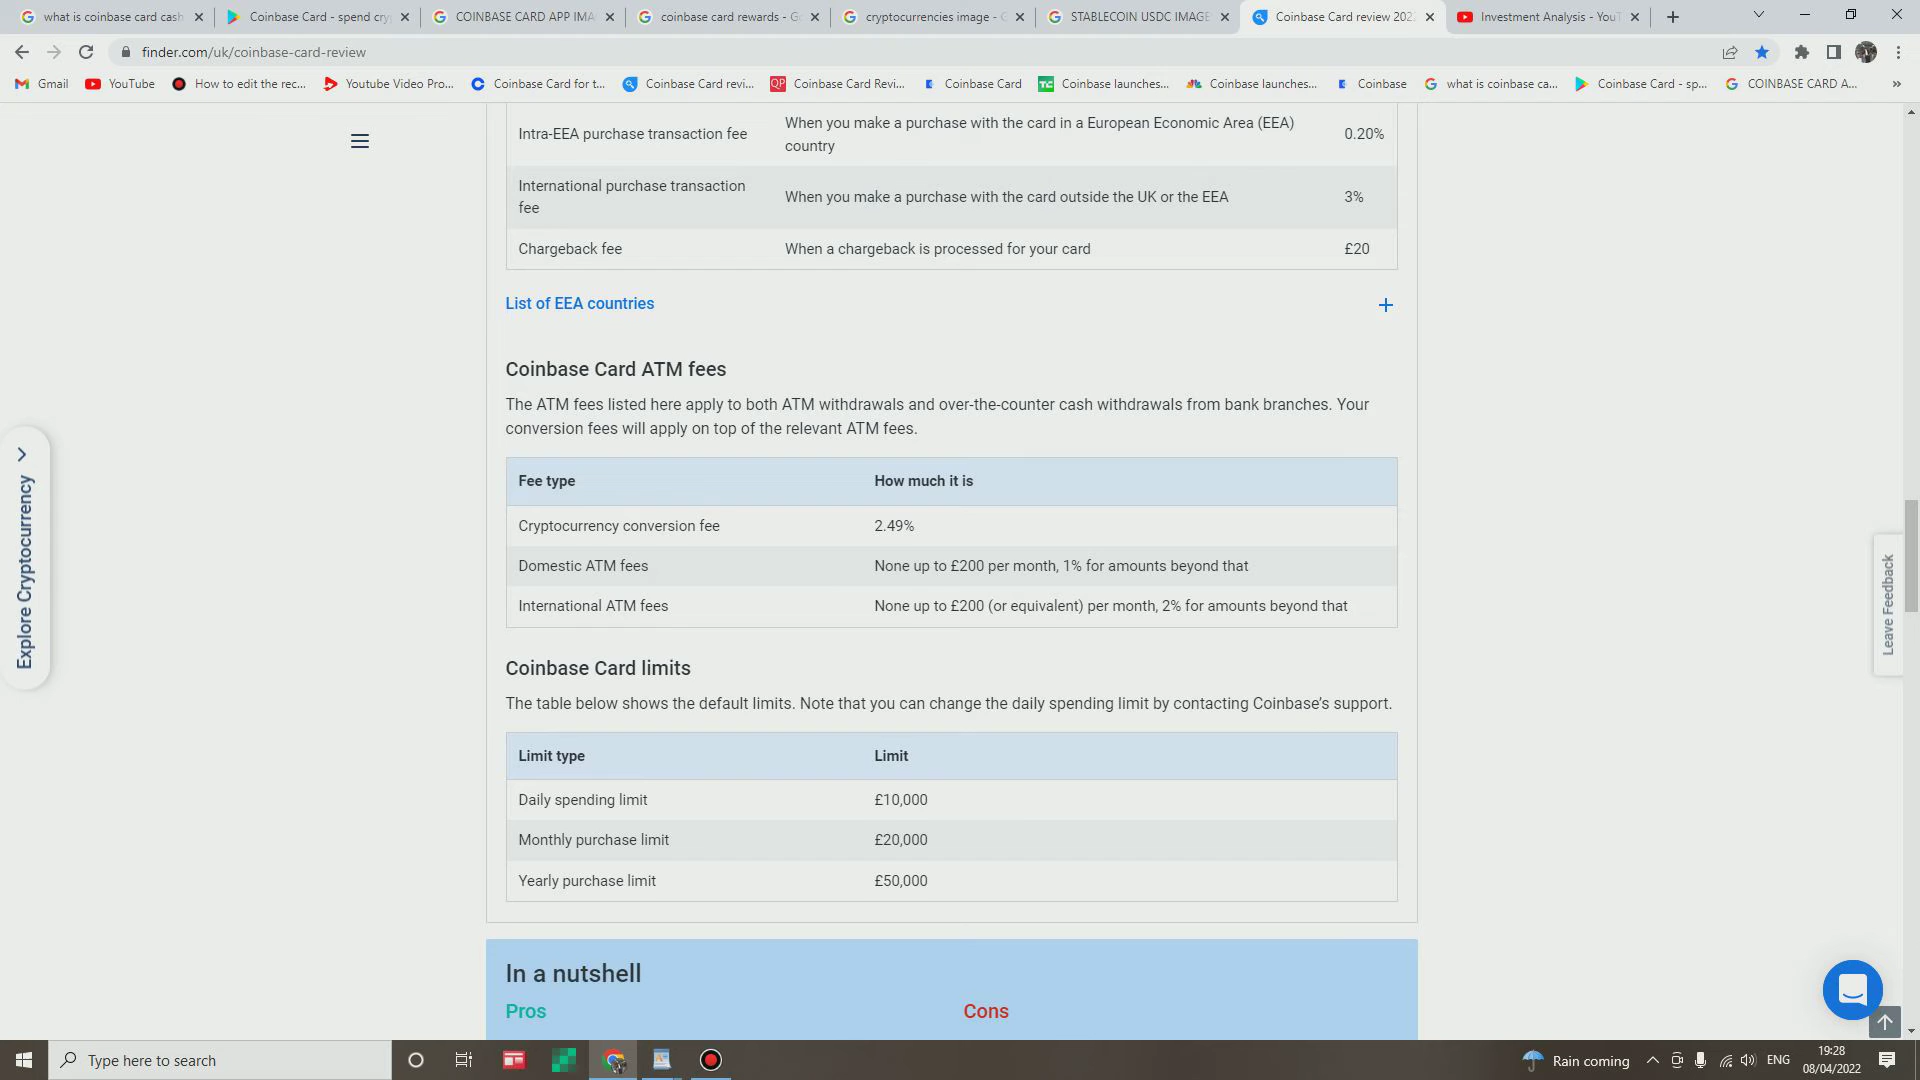 what is coinbase card cash
Coinbase Card - spend cry
COINBASE CARD APP IMA
coinbase card rewards - Go
cryptocurrencies image - G
STABLECOIN USDC IMAGE
Coinbase Card review 202
Investment Analysis - YouT
finder.com/uk/coinbase-card-review
Gmail
YouTube
How to edit the rec...
Youtube Video Pro...
Coinbase Card for t...
Coinbase Card revi...
QP
Coinbase Card Revi...
Coinbase Card
Coinbase launches...
Coinbase launches...
Coinbase
what is coinbase ca...
Coinbase Card - sp...
COINBASE CARD A...
»
Intra-EEA purchase transaction fee
When you make a purchase with the card in a European Economic Area (EEA)
country
0.20%
International purchase transaction
fee
When you make a purchase with the card outside the UK or the EEA
3%
Chargeback fee
When a chargeback is processed for your card
£20
List of EEA countries
+
Coinbase Card ATM fees
The ATM fees listed here apply to both ATM withdrawals and over-the-counter cash withdrawals from bank branches. Your
conversion fees will apply on top of the relevant ATM fees.
Fee type
How much it is
Cryptocurrency conversion fee
2.49%
Domestic ATM fees
None up to £200 per month, 1% for amounts beyond that
International ATM fees
None up to £200 (or equivalent) per month, 2% for amounts beyond that
Coinbase Card limits
The table below shows the default limits. Note that you can change the daily spending limit by contacting Coinbase's support.
Limit type
Limit
Daily spending limit
£10,000
Monthly purchase limit
£20,000
Yearly purchase limit
£50,000
In a nutshell
Pros
Cons
Explore Cryptocurrency
Leave Feedback
Type here to search
Rain coming
ENG
19:28
08/04/2022